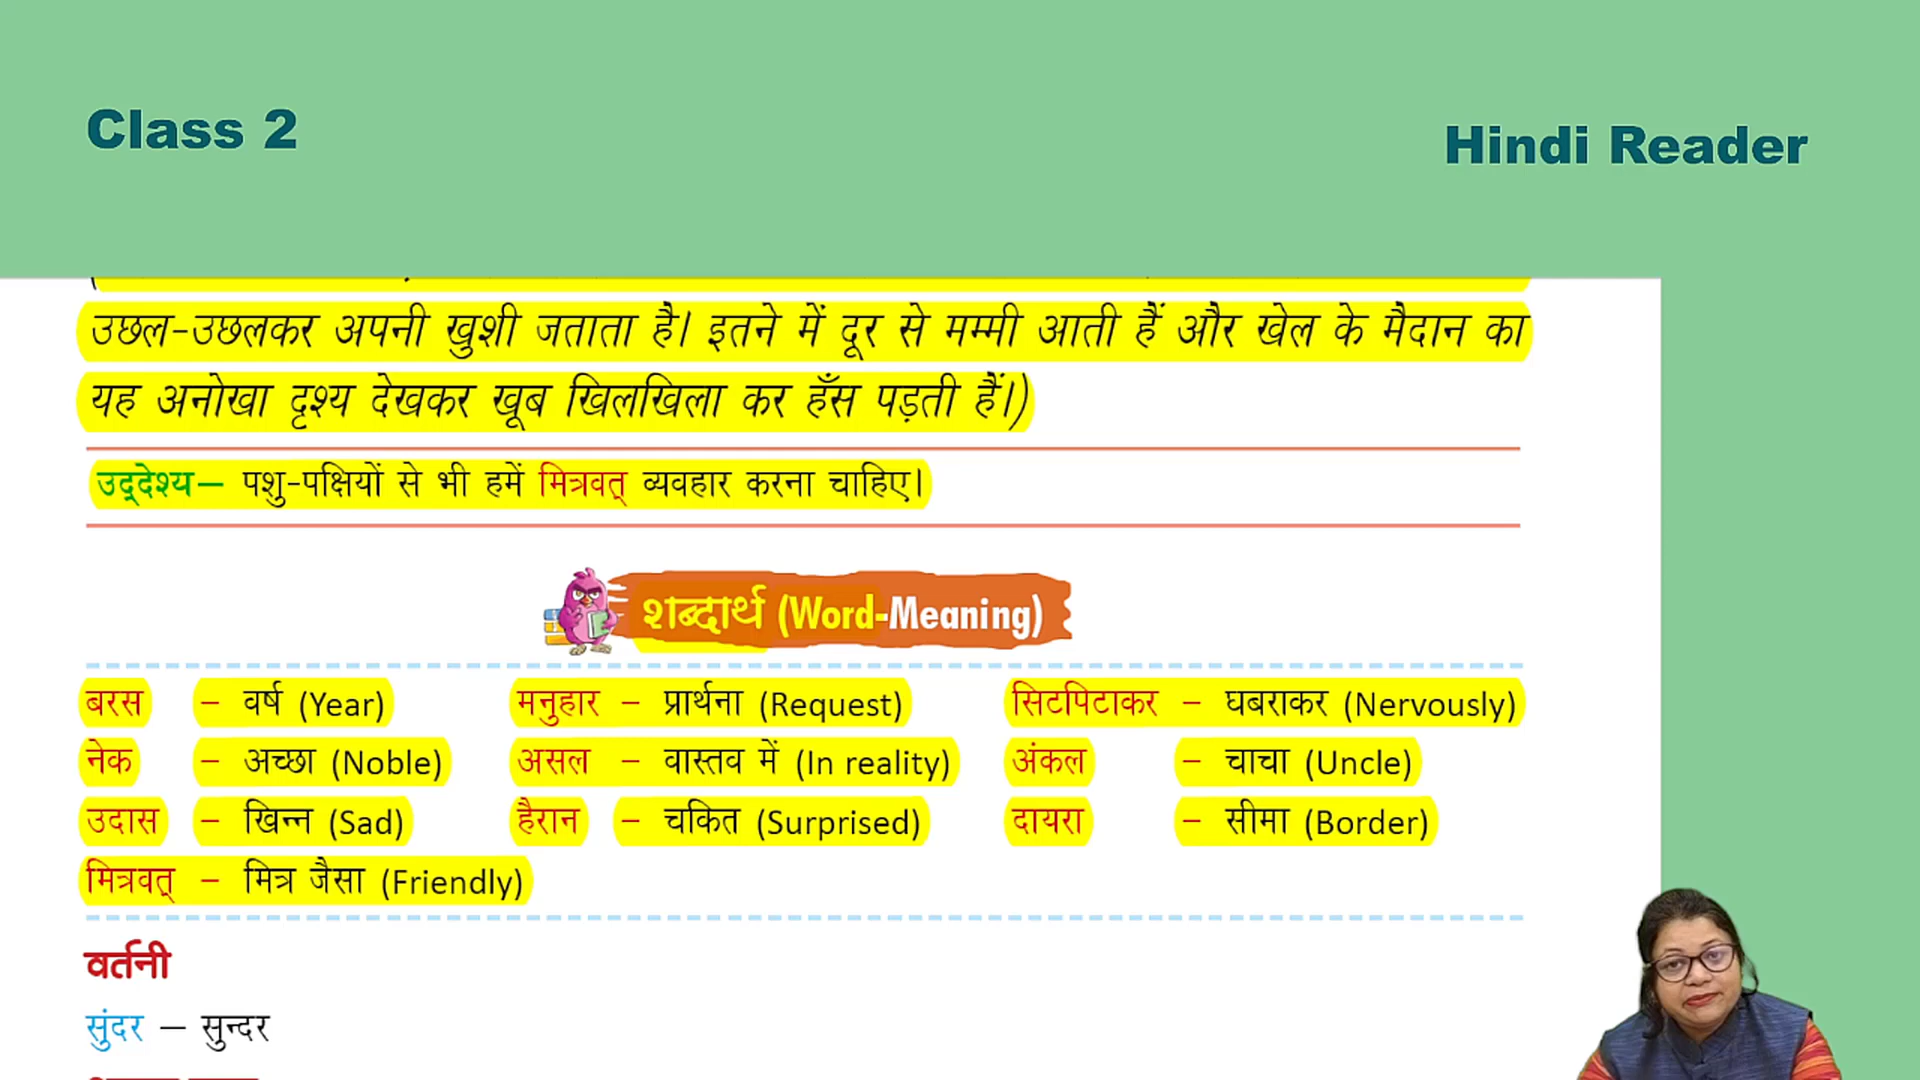 Class 2
Hindi Reader
उछल-उछलकर अपनी खुशी जताता है। इतने में दूर से मम्मी आती हैं और खेल के मैदान का
यह अनोखा दृश्य देखकर खूब खिलखिला कर हँस पड़ती हैं।)
उद्देश्य— पशु-पक्षियों से भी हमें मित्रवत् व्यवहार करना चाहिए।
शब्दार्थ (Word-Meaning)
बरस – वर्ष (Year) मनुहार – प्रार्थना (Request) सिटपिटाकर – घबराकर (Nervously)
नेक – अच्छा (Noble) असल – वास्तव में (In reality) अंकल – चाचा (Uncle)
उदास – खिन्न (Sad) हैरान – चकित (Surprised) दायरा – सीमा (Border)
मित्रवत् – मित्र जैसा (Friendly)
वर्तनी
सुंदर — सुन्दर